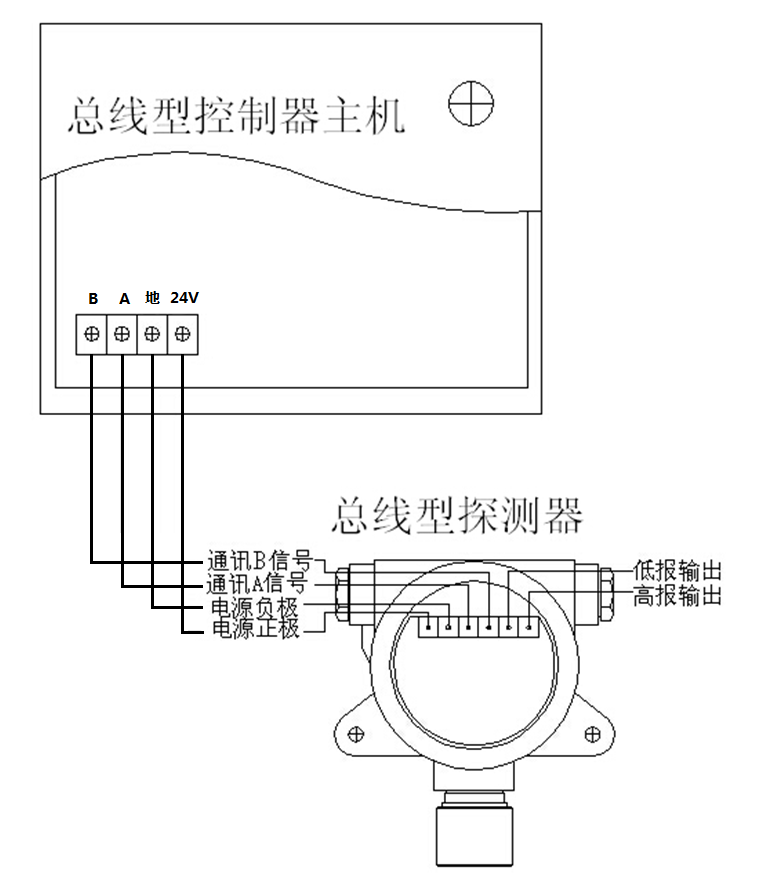 总线型控制器主机
B A 地 24V
总线型探测器
通讯B信号
低报输出
通讯A信号
高报输出
电源负极
电源正极